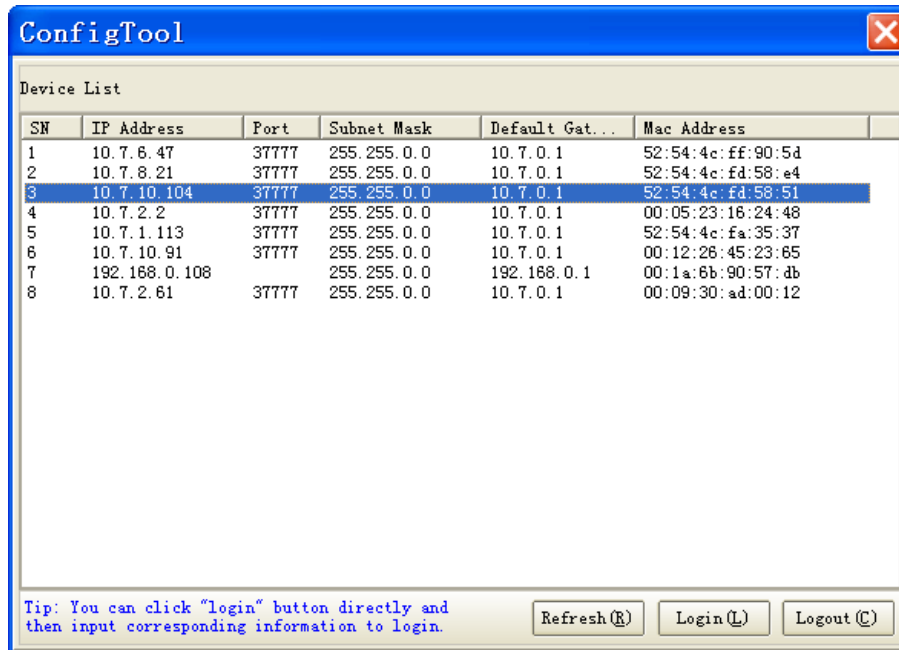 ConfigTool
Device List
SN IP Address Port Subnet Mask Default Gat... Mac Address
1 10.7.6.47 37777 255.255.0.0 10.7.0.1 52:54:4c:ff:90:5d
2 10.7.8.21 37777 255.255.0.0 10.7.0.1 52:54:4c:fd:58:e4
3 10.7.10.104 37777 255.255.0.0 10.7.0.1 52:54:4c:fd:58:51
4 10.7.2.2 37777 255.255.0.0 10.7.0.1 00:05:23:16:24:48
5 10.7.1.113 37777 255.255.0.0 10.7.0.1 52:54:4c:fa:35:37
6 10.7.10.91 37777 255.255.0.0 10.7.0.1 00:12:26:45:23:65
7 192.168.0.108 255.255.0.0 192.168.0.1 00:1a:6b:90:57:db
8 10.7.2.61 37777 255.255.0.0 10.7.0.1 00:09:30:ad:00:12
Tip: You can click "login" button directly and
then input corresponding information to login.
Refresh(R) Login(L) Logout(C)